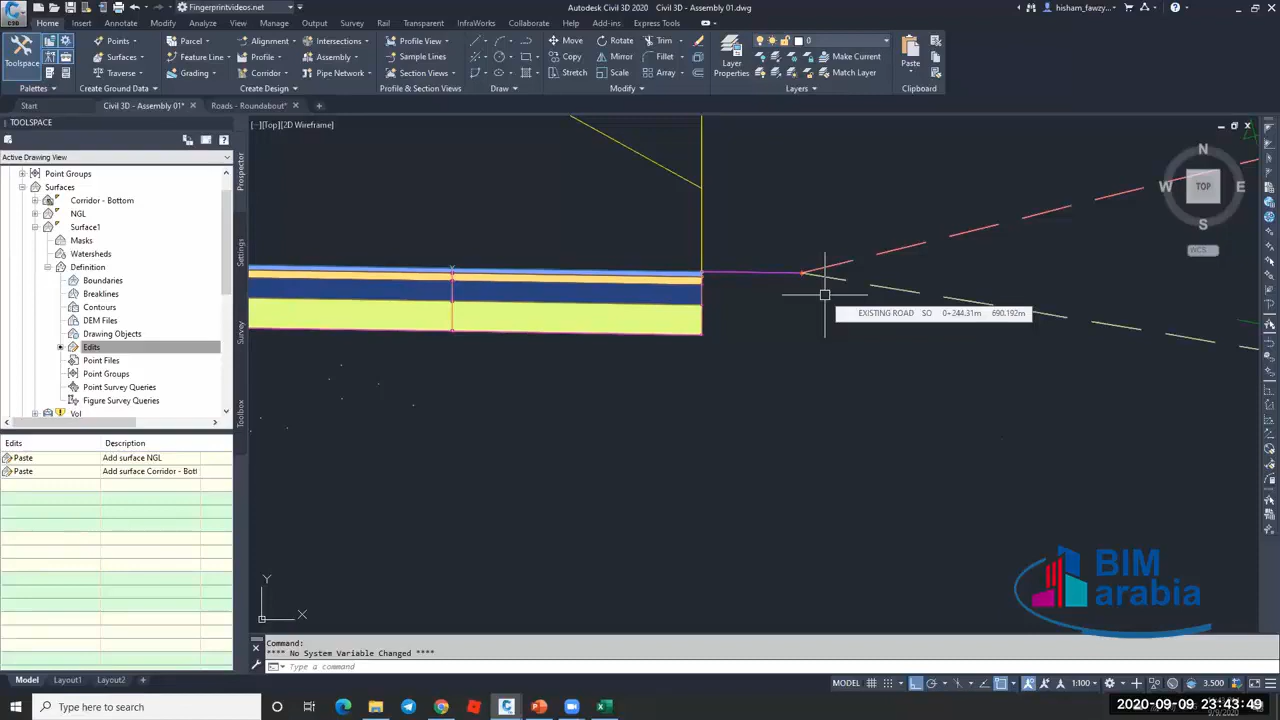 Fingerprintvideos.net
Autodesk Civil 3D 2020 - Civil 3D - Assembly 01.dwg
hisham_fawzy...
C3D
Home Insert Annotate Modify Analyze View Manage Output Survey Rail Transparent InfraWorks Collaborate Help Add-ins Express Tools
Points Parcel Alignment Intersections Profile View Move Rotate Trim 0
Toolspace Surfaces Feature Line Profile Assembly Sample Lines Copy Mirror Fillet Layer Properties Make Current Paste
Traverse Grading Corridor Pipe Network Section Views Stretch Scale Array Match Layer
Palettes Create Ground Data Create Design Profile & Section Views Draw Modify Layers Clipboard
Start Civil 3D - Assembly 01* Roads - Roundabout*
TOOLSPACE
[−][Top][2D Wireframe]
Active Drawing View
Prospector
Settings
Survey
Toolbox
Point Groups
Surfaces
Corridor - Bottom
NGL
Surface1
Masks
Watersheds
Definition
Boundaries
Breaklines
Contours
DEM Files
Drawing Objects
Edits
Point Files
Point Groups
Point Survey Queries
Figure Survey Queries
Vol
Edits Description
Paste Add surface NGL
Paste Add surface Corridor - Bott
N
W TOP E
S
WCS
EXISTING ROAD SO 0+244.31m 690.192m
Y
X
BIM
arabia
Command:
**** No System Variable Changed ****
Type a command
Model Layout1 Layout2
MODEL 1:100 3.500
Type here to search
2020-09-09 23:43:49